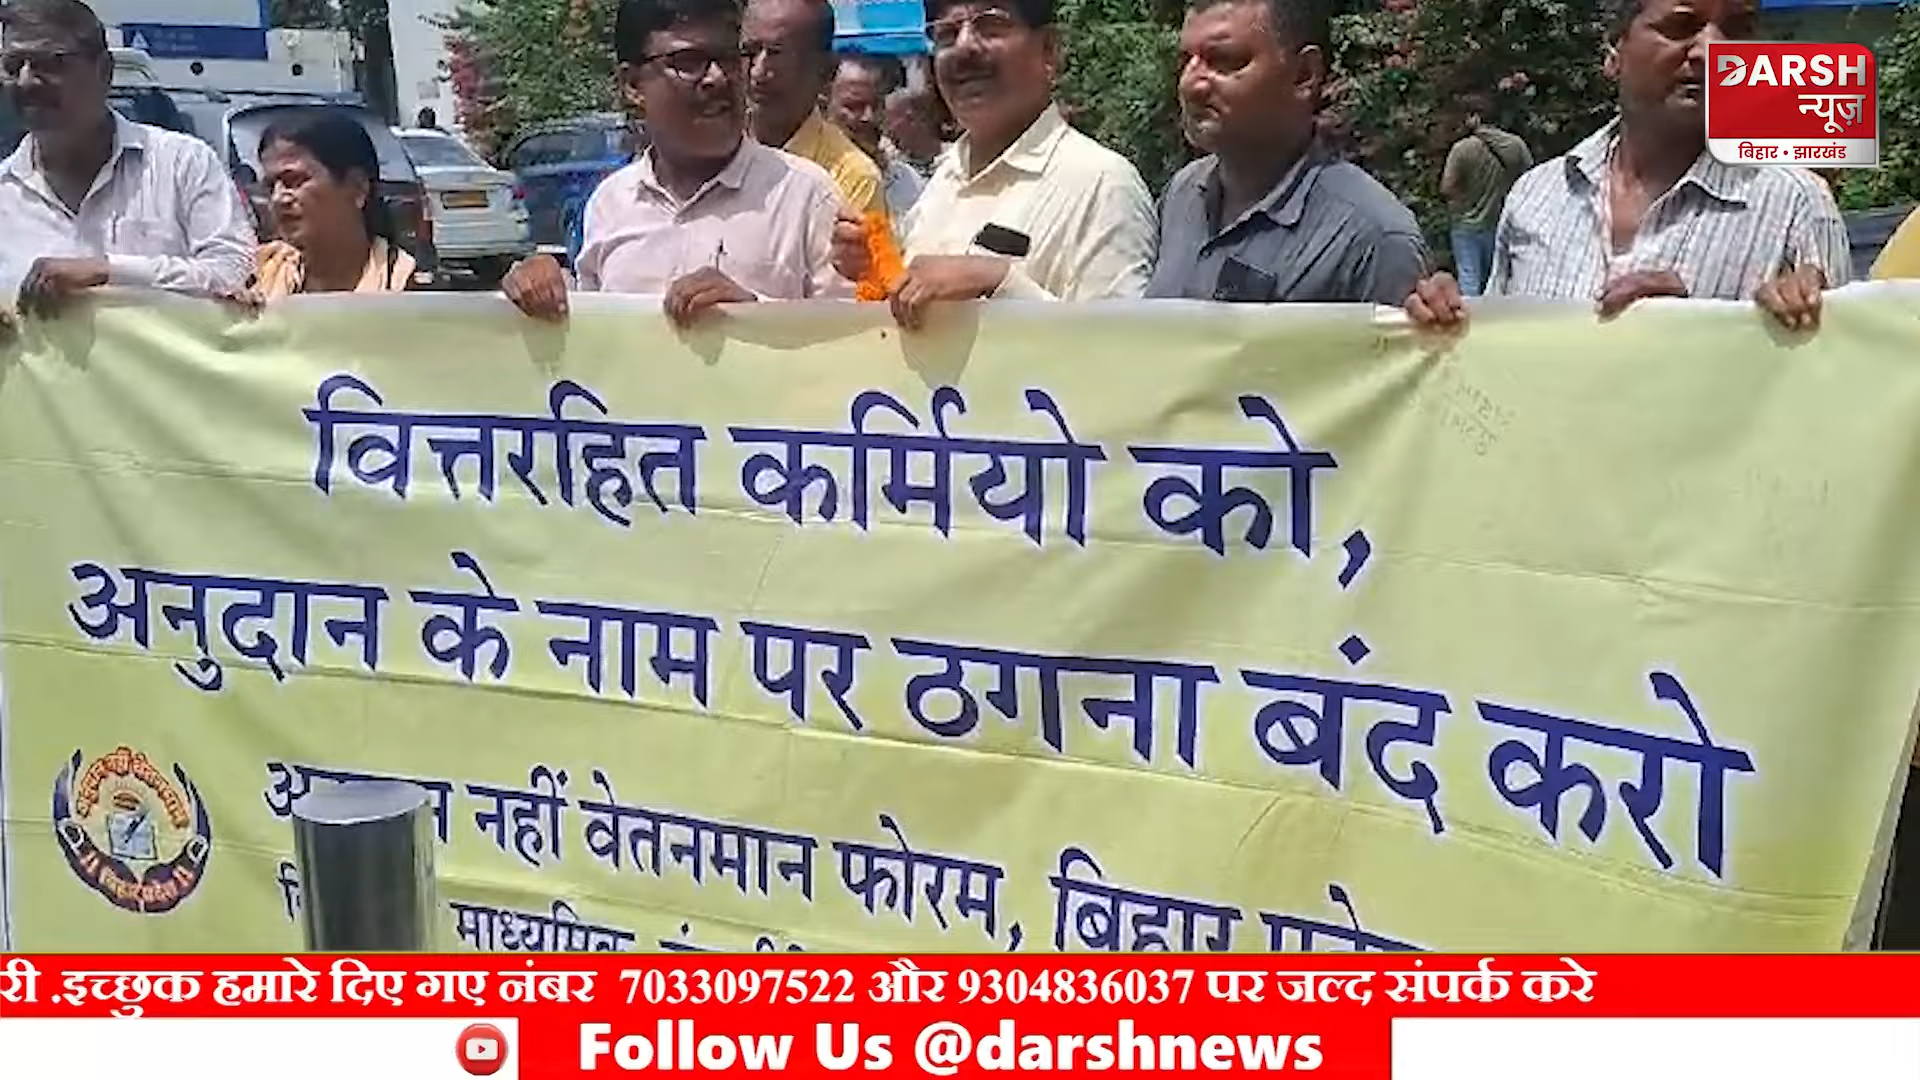 DARSH
न्यूज़
बिहार • झारखंड
वित्तरहित कर्मियो को,
अनुदान के नाम पर ठगना बंद करो
नहीं वेतनमान फोरम, बिहार
माध्यमिक
री .इच्छुक हमारे दिए गए नंबर 7033097522 और 9304836037 पर जल्द संपर्क करे
Follow Us @darshnews